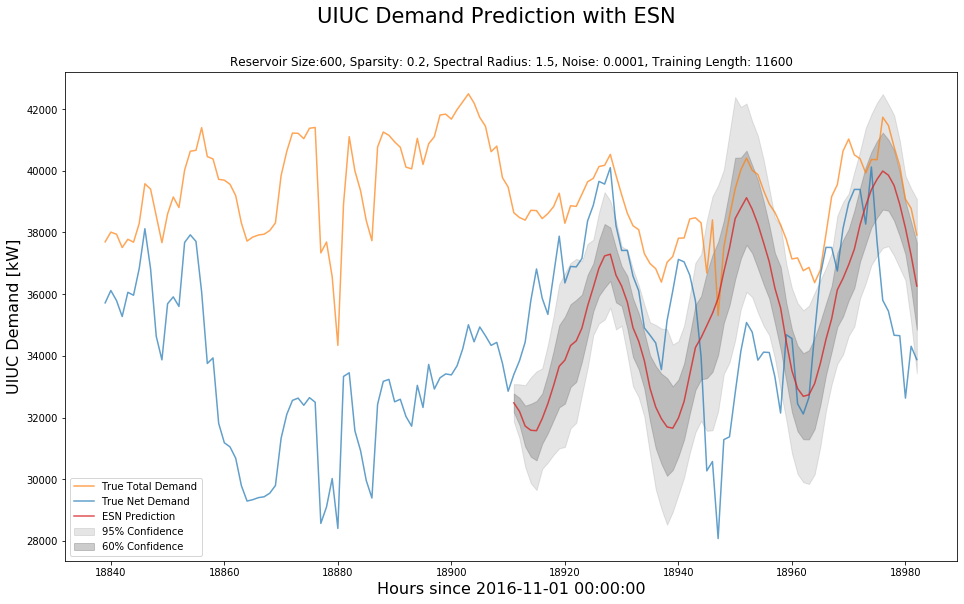 UIUC Demand Prediction with ESN
Reservoir Size:600, Sparsity: 0.2, Spectral Radius: 1.5, Noise: 0.0001, Training Length: 11600
UIUC Demand [kW]
42000
40000
38000
36000
34000
32000
30000
28000
True Total Demand
True Net Demand
ESN Prediction
95% Confidence
60% Confidence
18840 18860 18880 18900 18920 18940 18960 18980
Hours since 2016-11-01 00:00:00